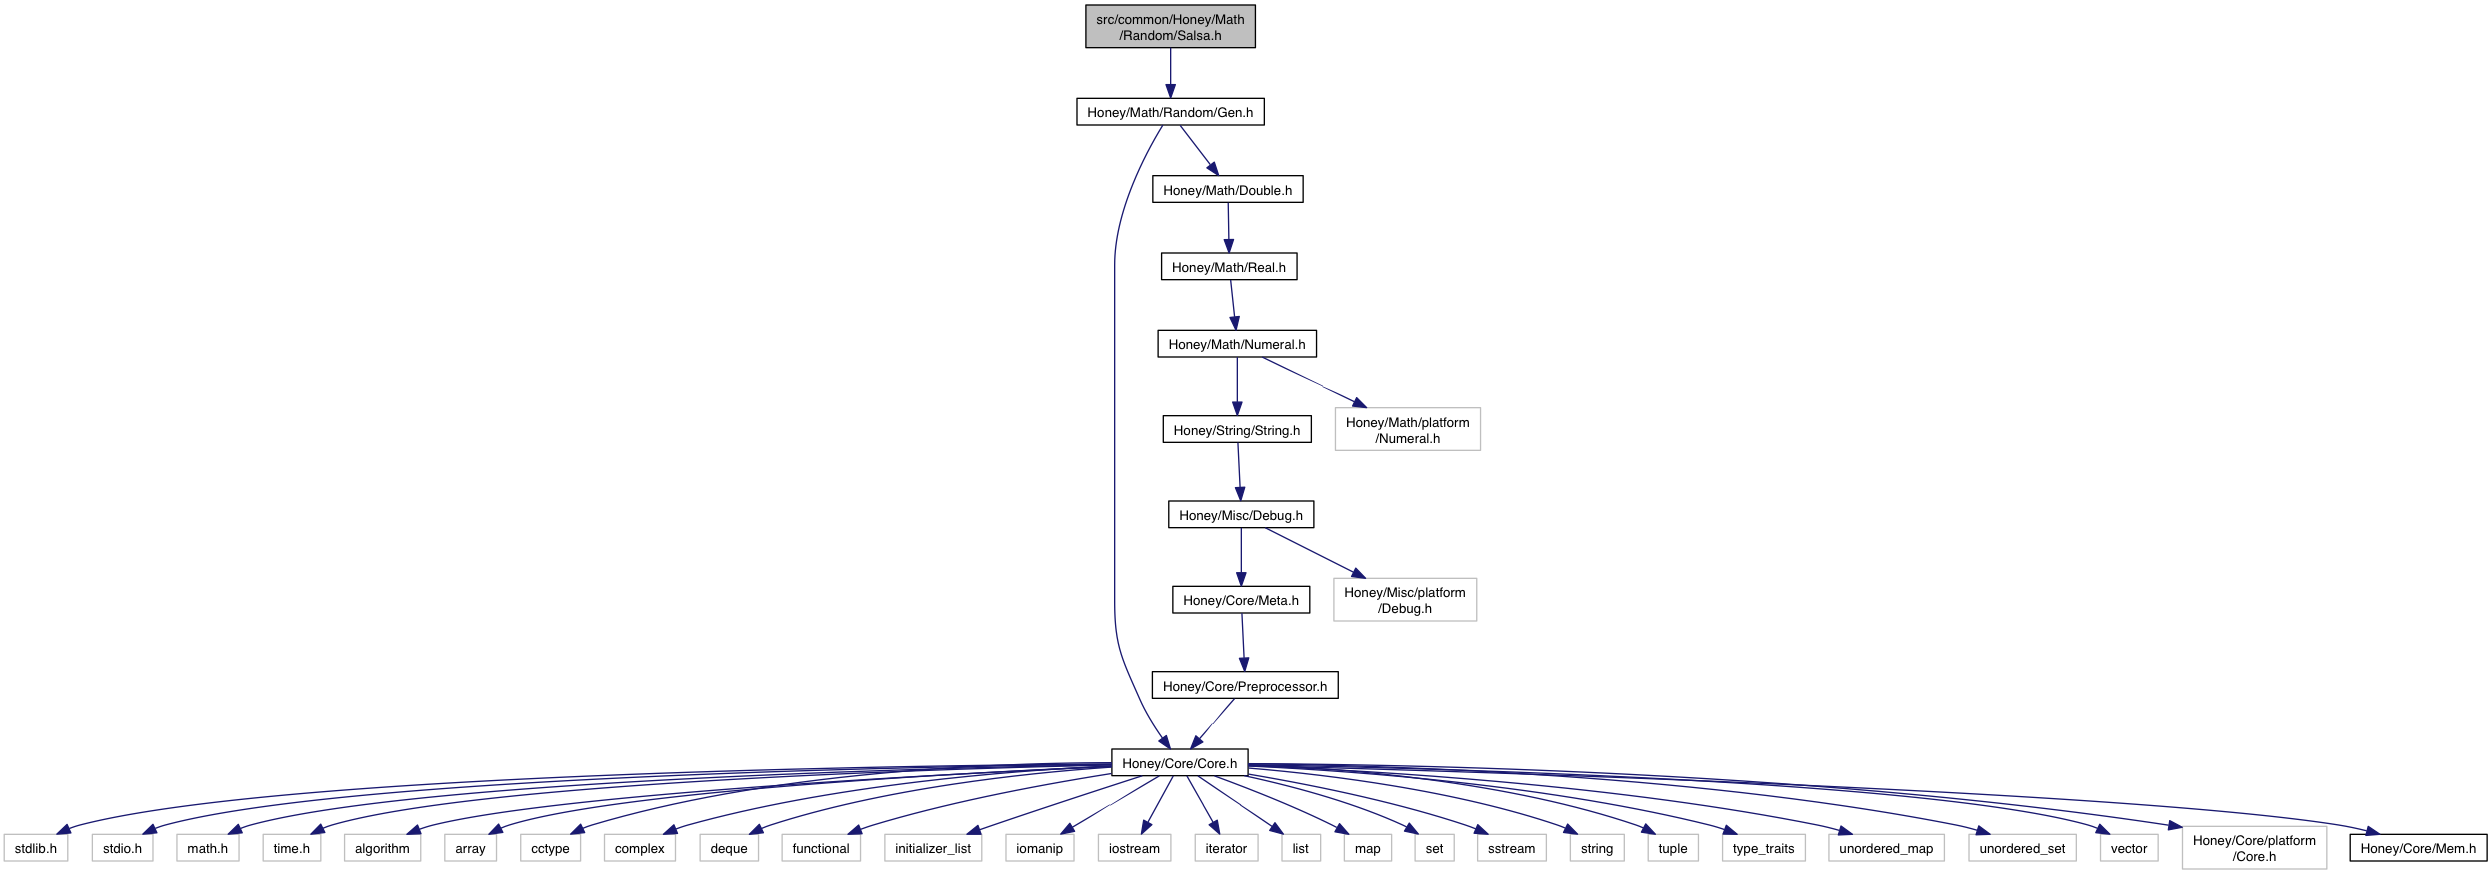 src/common/Honey/Math
/Random/Salsa.h
Honey/Math/Random/Gen.h
Honey/Math/Double.h
Honey/Math/Real.h
Honey/Math/Numeral.h
Honey/Math/platform
/Numeral.h
Honey/String/String.h
Honey/Misc/Debug.h
Honey/Misc/platform
/Debug.h
Honey/Core/Meta.h
Honey/Core/Preprocessor.h
Honey/Core/Core.h
stdlib.h
stdio.h
math.h
time.h
algorithm
array
cctype
complex
deque
functional
initializer_list
iomanip
iostream
iterator
list
map
set
sstream
string
tuple
type_traits
unordered_map
unordered_set
vector
Honey/Core/platform
/Core.h
Honey/Core/Mem.h